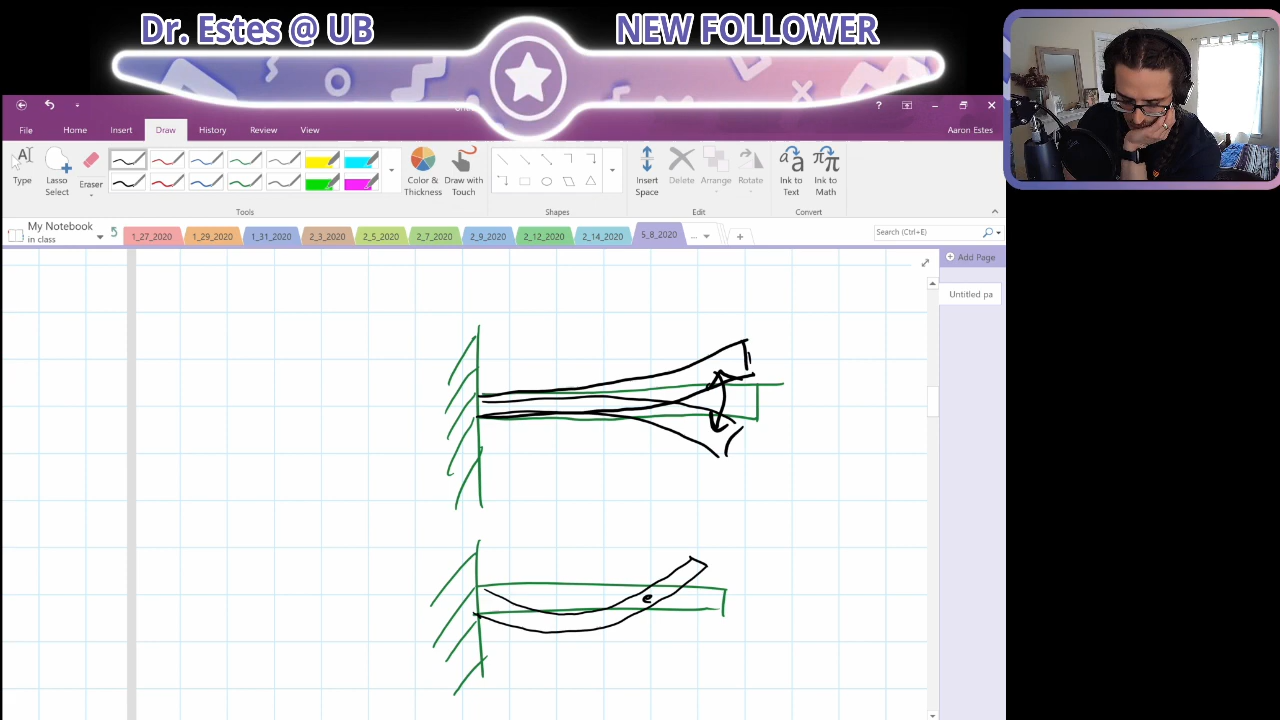 Dr. Estes @ UB
NEW FOLLOWER
?
File Home Insert Draw History Review View
Aaron Estes
Type
Lasso Select
Eraser
Color & Thickness
Draw with Touch
Insert Space
Delete
Arrange
Rotate
Ink to Text
Ink to Math
Tools
Shapes
Edit
Convert
My Notebook
in class
1_27_2020
1_29_2020
1_31_2020
2_3_2020
2_5_2020
2_7_2020
2_9_2020
2_12_2020
2_14_2020
5_8_2020
...
+
Search (Ctrl+E)
Add Page
Untitled pa
e